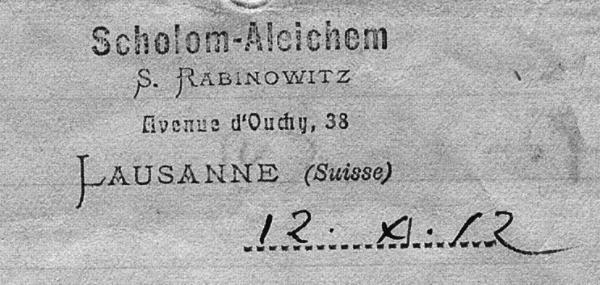 Scholom-Aleichem
S. RABINOWITZ
Avenue d'Ouchy, 38
LAUSANNE (Suisse)
12. XI. 12